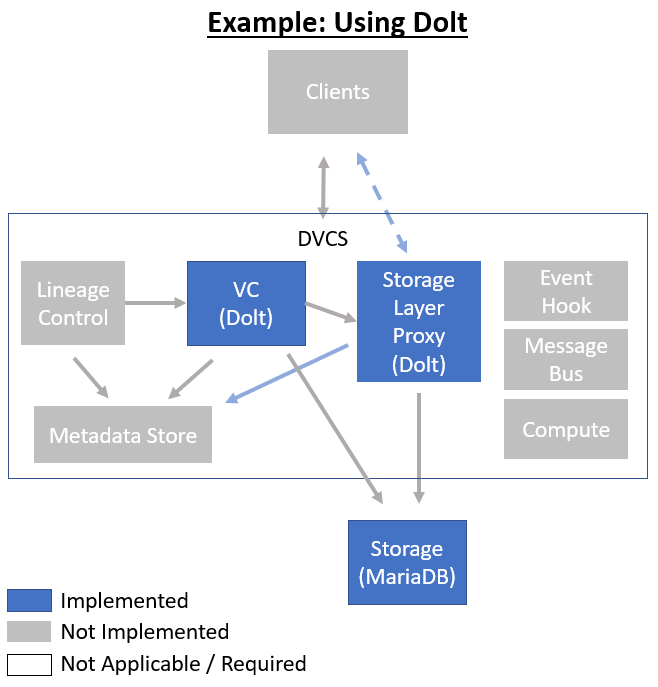 Example: Using Dolt
Clients
DVCS
Lineage
Control
VC
(Dolt)
Storage
Layer
Proxy
(Dolt)
Event
Hook
Message
Bus
Compute
Metadata Store
Storage
(MariaDB)
Implemented
Not Implemented
Not Applicable / Required